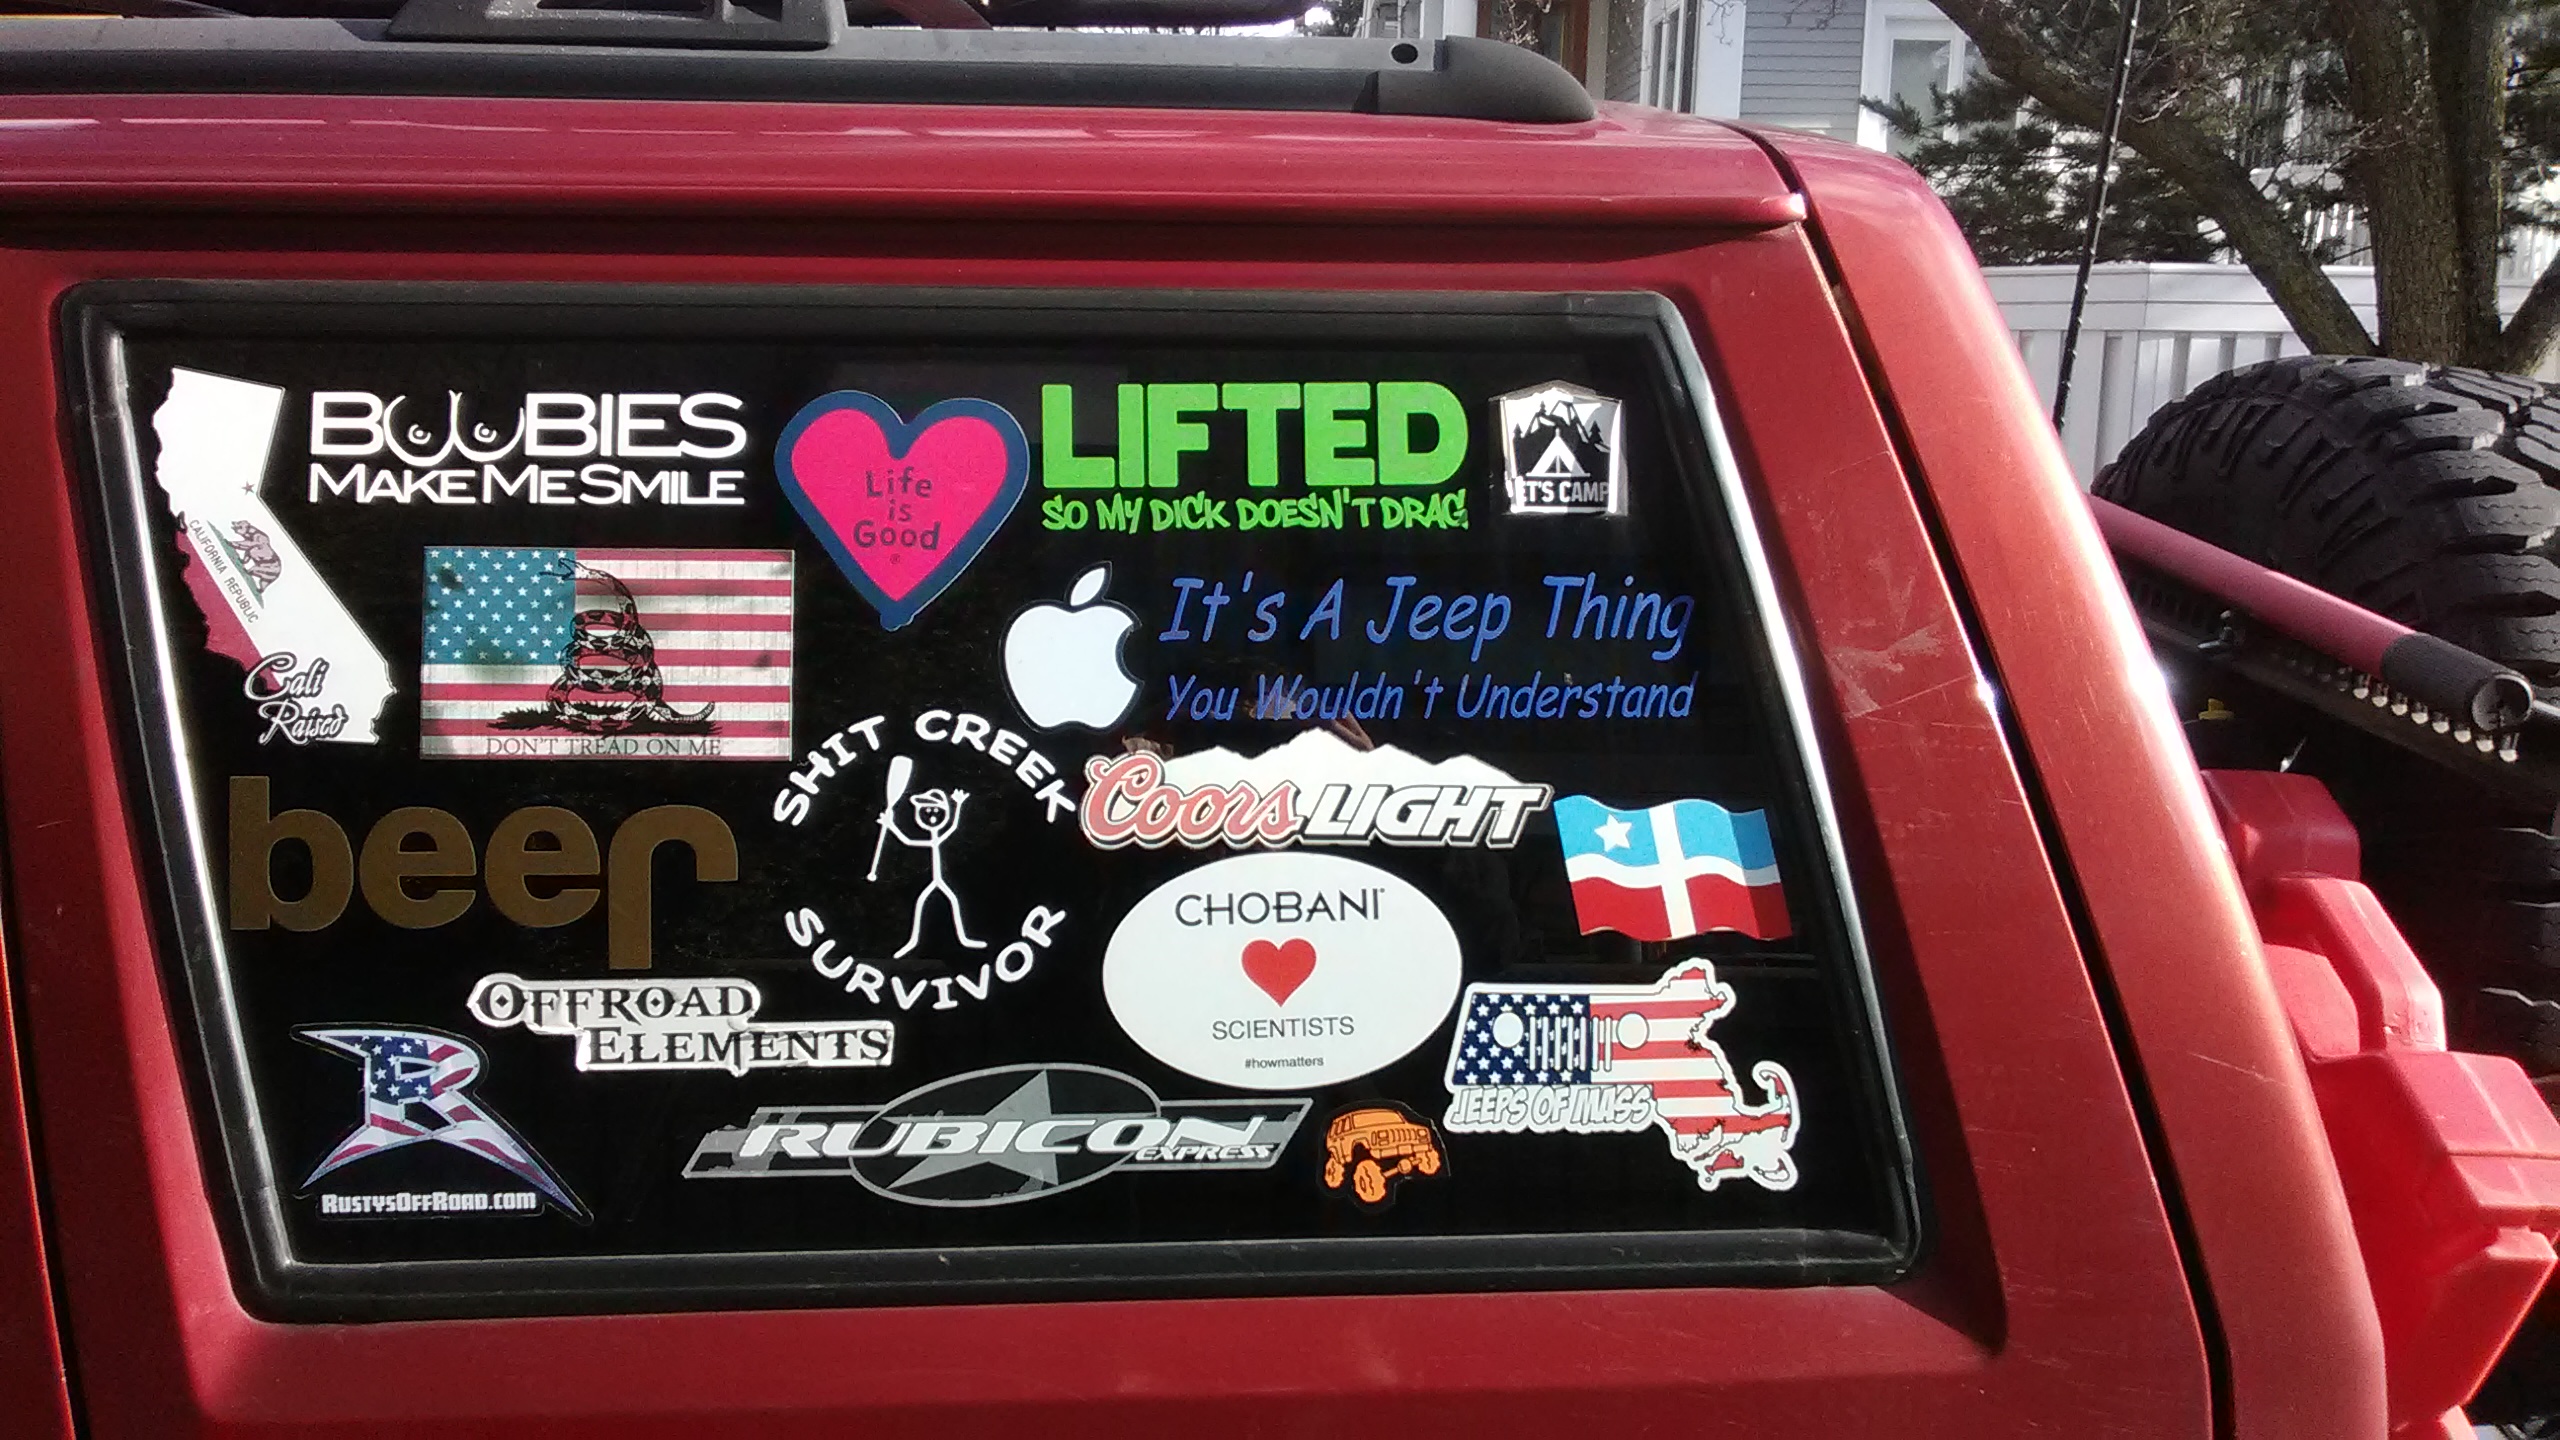 BOOBIES
MAKE ME SMILE
Life
is
Good
®
LIFTED
SO MY DICK DOESN'T DRAG
LET'S CAMP
CALIFORNIA REPUBLIC
Cali
Raised
DON'T TREAD ON ME
It's A Jeep Thing
You Wouldn't Understand
SHIT CREEK
SURVIVOR
Coors LIGHT
beer
CHOBANI
SCIENTISTS
#howmatters
OFFROAD
ELEMENTS
JEEPS OF MASS
R
RUSTYSOFFROAD.COM
RUBICON
EXPRESS